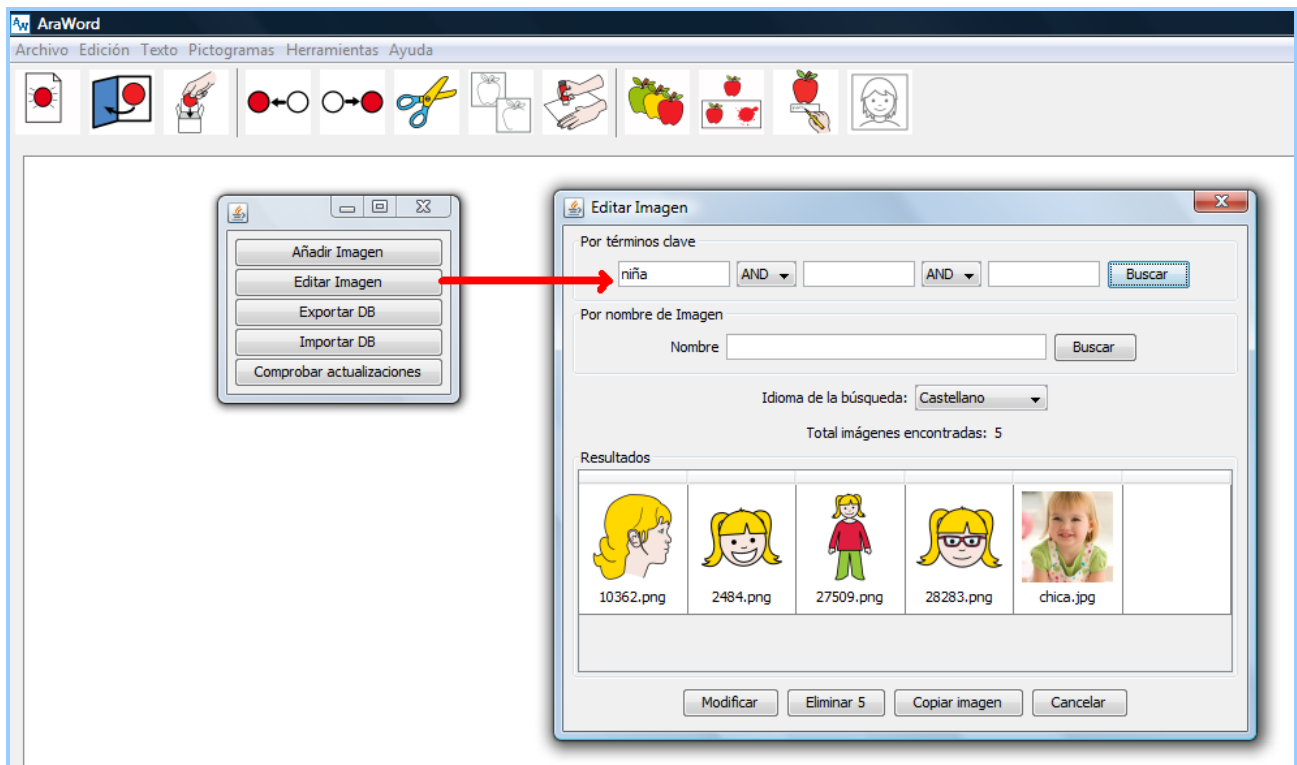 AW AraWord
Archivo Edición Texto Pictogramas Herramientas Ayuda
Añadir Imagen
Editar Imagen
Exportar DB
Importar DB
Comprobar actualizaciones
Editar Imagen
Por términos clave
niña AND AND Buscar
Por nombre de Imagen
Nombre Buscar
Idioma de la búsqueda: Castellano
Total imágenes encontradas: 5
Resultados
10362.png 2484.png 27509.png 28283.png chica.jpg
Modificar Eliminar 5 Copiar imagen Cancelar